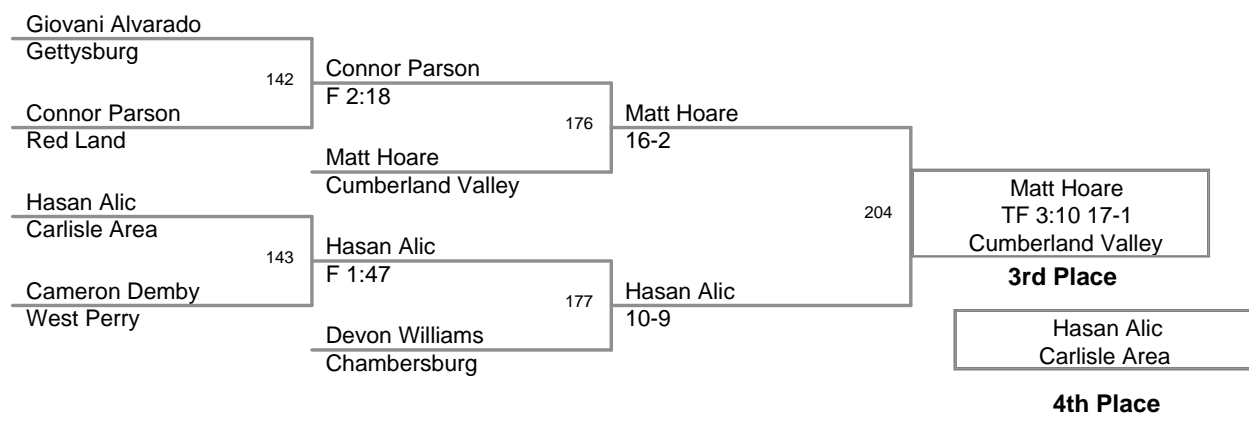 Giovani Alvarado
Gettysburg
142
Connor Parson
Red Land
Connor Parson
F 2:18
176
Matt Hoare
Cumberland Valley
Matt Hoare
16-2
Hasan Alic
Carlisle Area
143
Cameron Demby
West Perry
Hasan Alic
F 1:47
177
Devon Williams
Chambersburg
Hasan Alic
10-9
204
Matt Hoare
TF 3:10 17-1
Cumberland Valley
3rd Place
Hasan Alic
Carlisle Area
4th Place